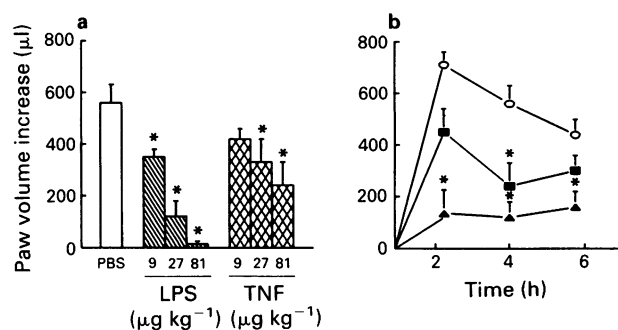 a
b
Paw volume increase (μl)
800
600
400
200
0
*
*
*
*
*
PBS
9 27 81
9 27 81
LPS
TNF
(μg kg⁻¹)
(μg kg⁻¹)
800
600
400
200
0
*
*
*
*
2
4
6
Time (h)